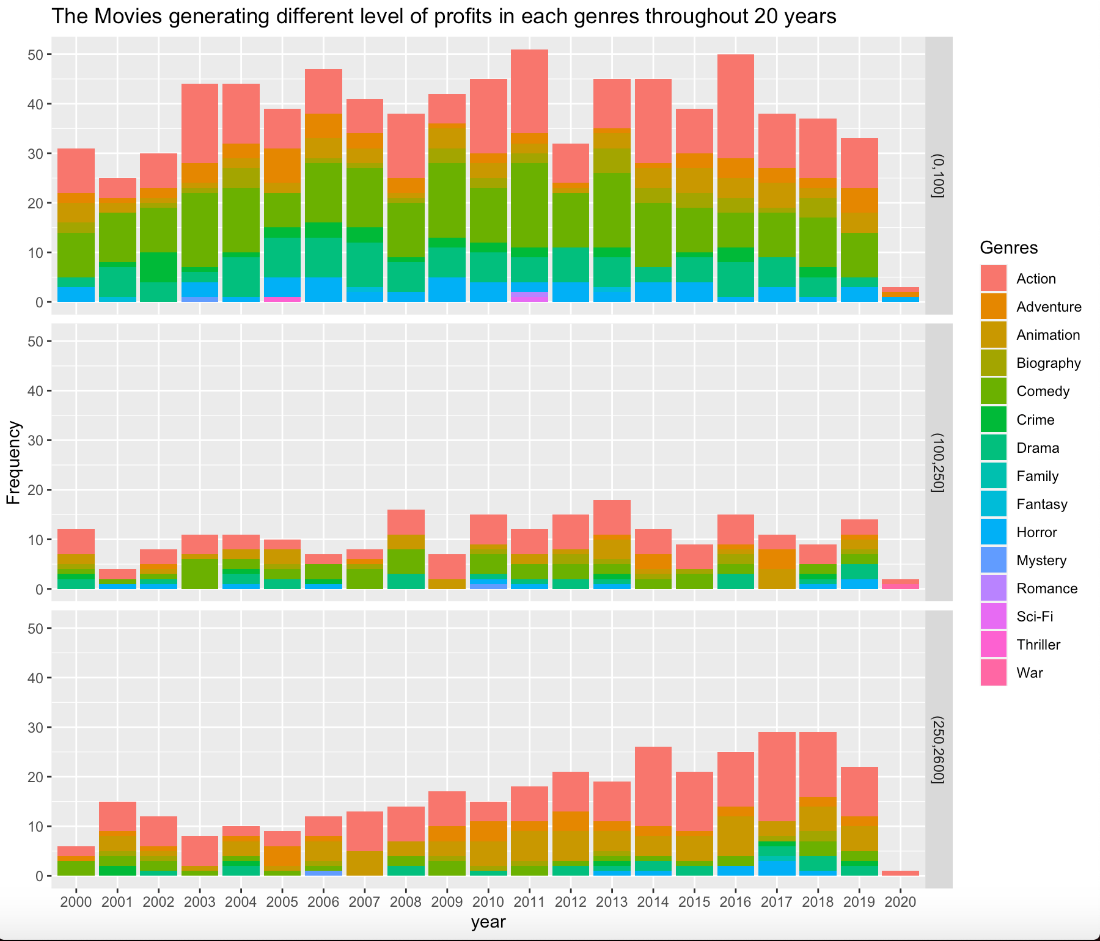 The Movies generating different level of profits in each genres throughout 20 years
50
40
30
20
10
0
(0,100]
50
40
30
20
10
0
(100,250]
50
40
30
20
10
0
(250,2600]
Frequency
2000 2001 2002 2003 2004 2005 2006 2007 2008 2009 2010 2011 2012 2013 2014 2015 2016 2017 2018 2019 2020
year
Genres
Action
Adventure
Animation
Biography
Comedy
Crime
Drama
Family
Fantasy
Horror
Mystery
Romance
Sci-Fi
Thriller
War